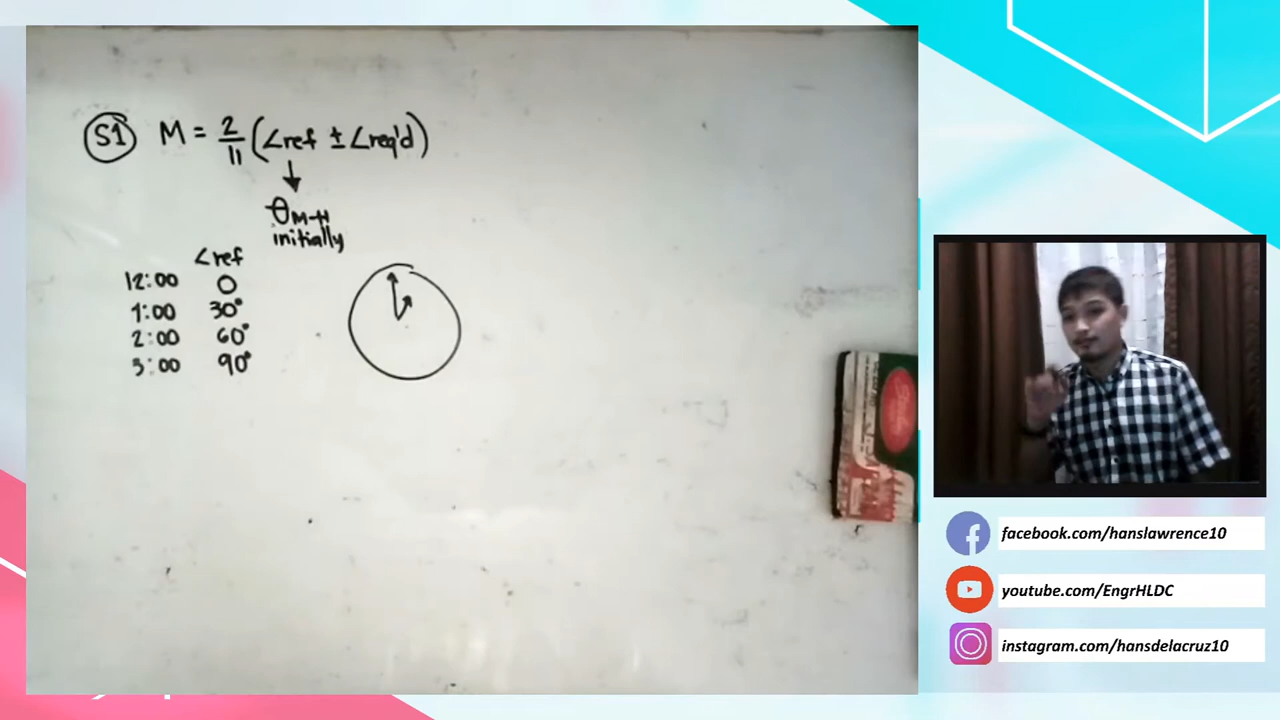 S1 M = 2/11 (∠ref ± ∠req'd)
↓
θM-H
initially
∠ref
12:00 0
1:00 30°
2:00 60°
3:00 90°
facebook.com/hanslawrence10
youtube.com/EngrHLDC
instagram.com/hansdelacruz10